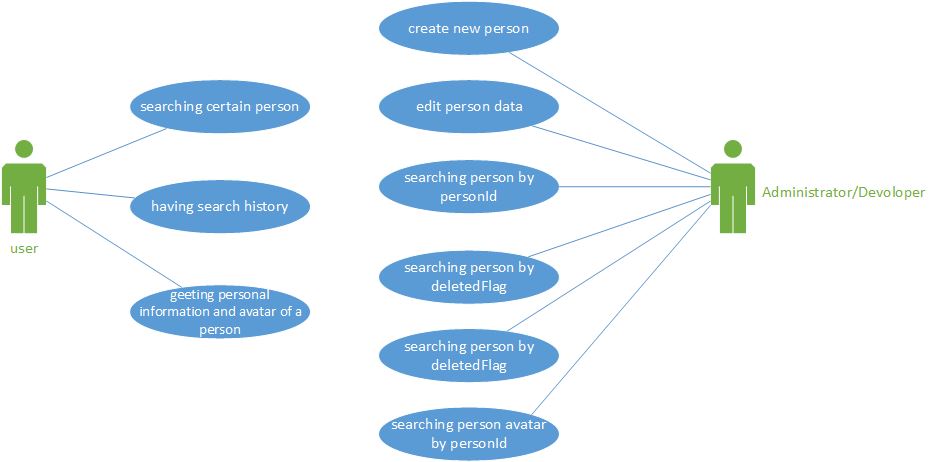 create new person
searching certain person
edit person data
searching person by
personId
Administrator/Devoloper
having search history
user
searching person by
deletedFlag
geeting personal
information and avatar of a
person
searching person by
deletedFlag
searching person avatar
by personId